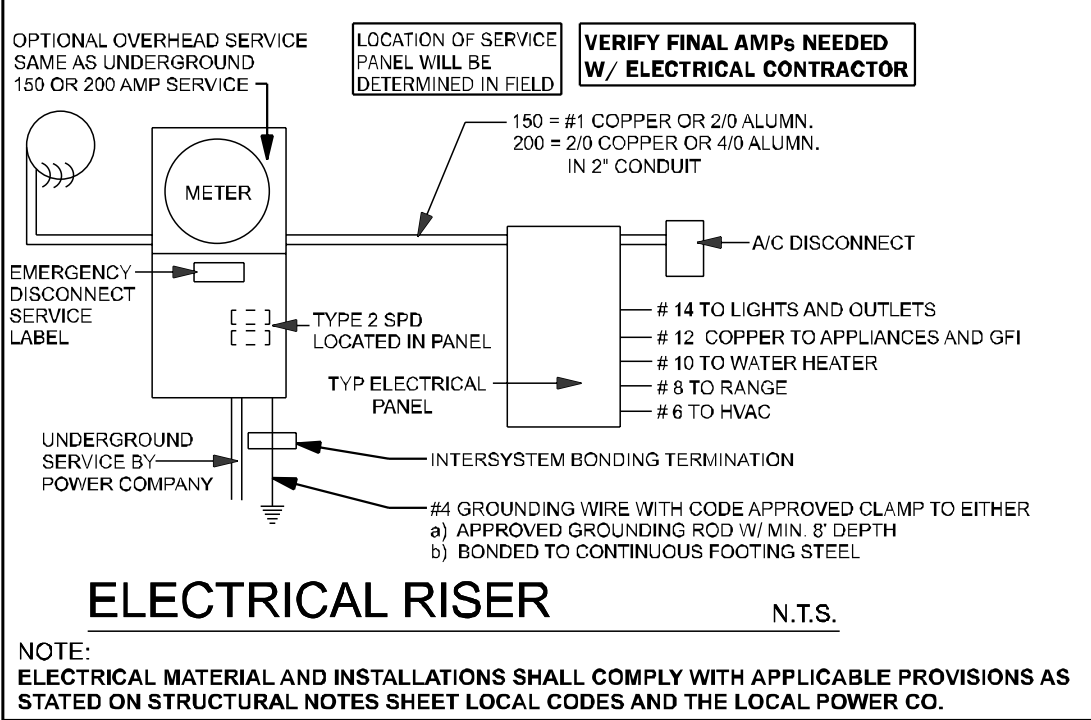 OPTIONAL OVERHEAD SERVICE
SAME AS UNDERGROUND
150 OR 200 AMP SERVICE
LOCATION OF SERVICE
PANEL WILL BE
DETERMINED IN FIELD
VERIFY FINAL AMPs NEEDED
W/ ELECTRICAL CONTRACTOR
150 = #1 COPPER OR 2/0 ALUMN.
200 = 2/0 COPPER OR 4/0 ALUMN.
IN 2" CONDUIT
METER
A/C DISCONNECT
EMERGENCY
DISCONNECT
SERVICE
LABEL
TYPE 2 SPD
LOCATED IN PANEL
# 14 TO LIGHTS AND OUTLETS
# 12 COPPER TO APPLIANCES AND GFI
# 10 TO WATER HEATER
# 8 TO RANGE
# 6 TO HVAC
TYP ELECTRICAL
PANEL
UNDERGROUND
SERVICE BY
POWER COMPANY
INTERSYSTEM BONDING TERMINATION
#4 GROUNDING WIRE WITH CODE APPROVED CLAMP TO EITHER
a) APPROVED GROUNDING ROD W/ MIN. 8' DEPTH
b) BONDED TO CONTINUOUS FOOTING STEEL
ELECTRICAL RISER
N.T.S.
NOTE:
ELECTRICAL MATERIAL AND INSTALLATIONS SHALL COMPLY WITH APPLICABLE PROVISIONS AS
STATED ON STRUCTURAL NOTES SHEET LOCAL CODES AND THE LOCAL POWER CO.